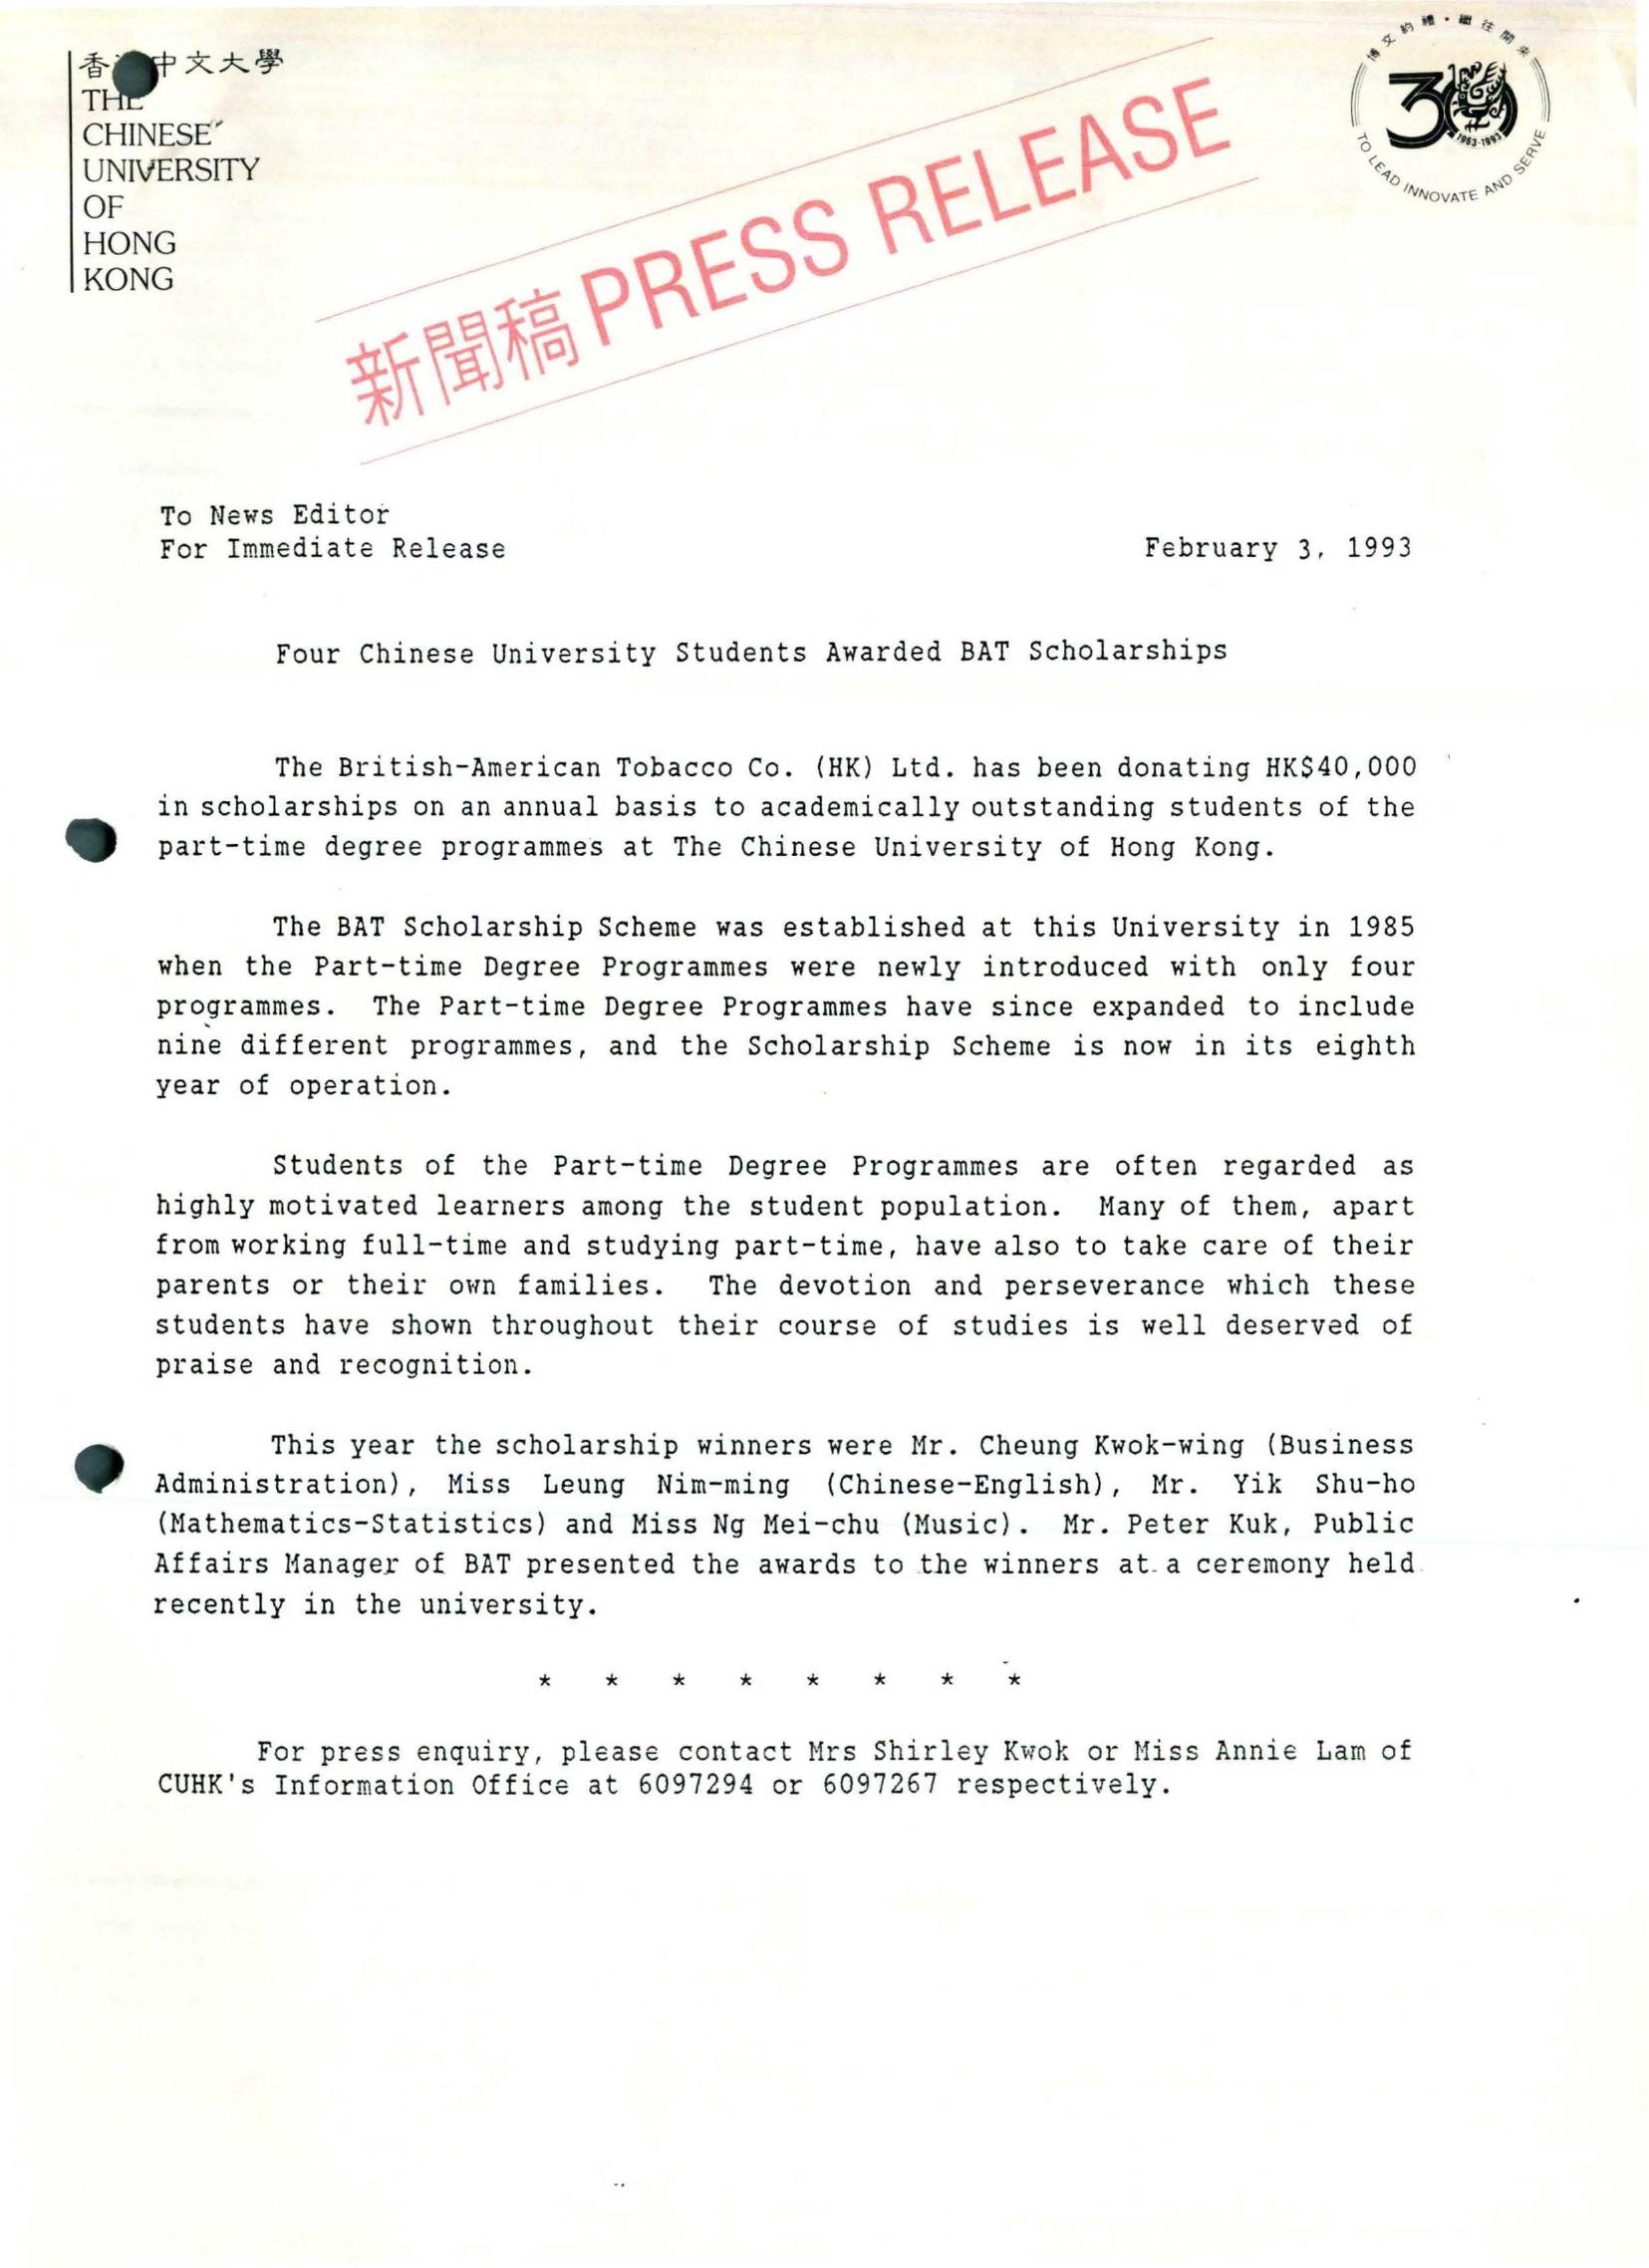 香 中文大學
THE
CHINESE
UNIVERSITY
OF
HONG
KONG
博文約禮・繼往開來
30
1963-1993
TO LEAD INNOVATE AND SERVE
新聞稿 PRESS RELEASE
To News Editor
For Immediate Release February 3, 1993
Four Chinese University Students Awarded BAT Scholarships
The British-American Tobacco Co. (HK) Ltd. has been donating HK$40,000
in scholarships on an annual basis to academically outstanding students of the
part-time degree programmes at The Chinese University of Hong Kong.
The BAT Scholarship Scheme was established at this University in 1985
when the Part-time Degree Programmes were newly introduced with only four
programmes. The Part-time Degree Programmes have since expanded to include
nine different programmes, and the Scholarship Scheme is now in its eighth
year of operation.
Students of the Part-time Degree Programmes are often regarded as
highly motivated learners among the student population. Many of them, apart
from working full-time and studying part-time, have also to take care of their
parents or their own families. The devotion and perseverance which these
students have shown throughout their course of studies is well deserved of
praise and recognition.
This year the scholarship winners were Mr. Cheung Kwok-wing (Business
Administration), Miss Leung Nim-ming (Chinese-English), Mr. Yik Shu-ho
(Mathematics-Statistics) and Miss Ng Mei-chu (Music). Mr. Peter Kuk, Public
Affairs Manager of BAT presented the awards to the winners at a ceremony held
recently in the university.
* * * * * * * *
For press enquiry, please contact Mrs Shirley Kwok or Miss Annie Lam of
CUHK's Information Office at 6097294 or 6097267 respectively.